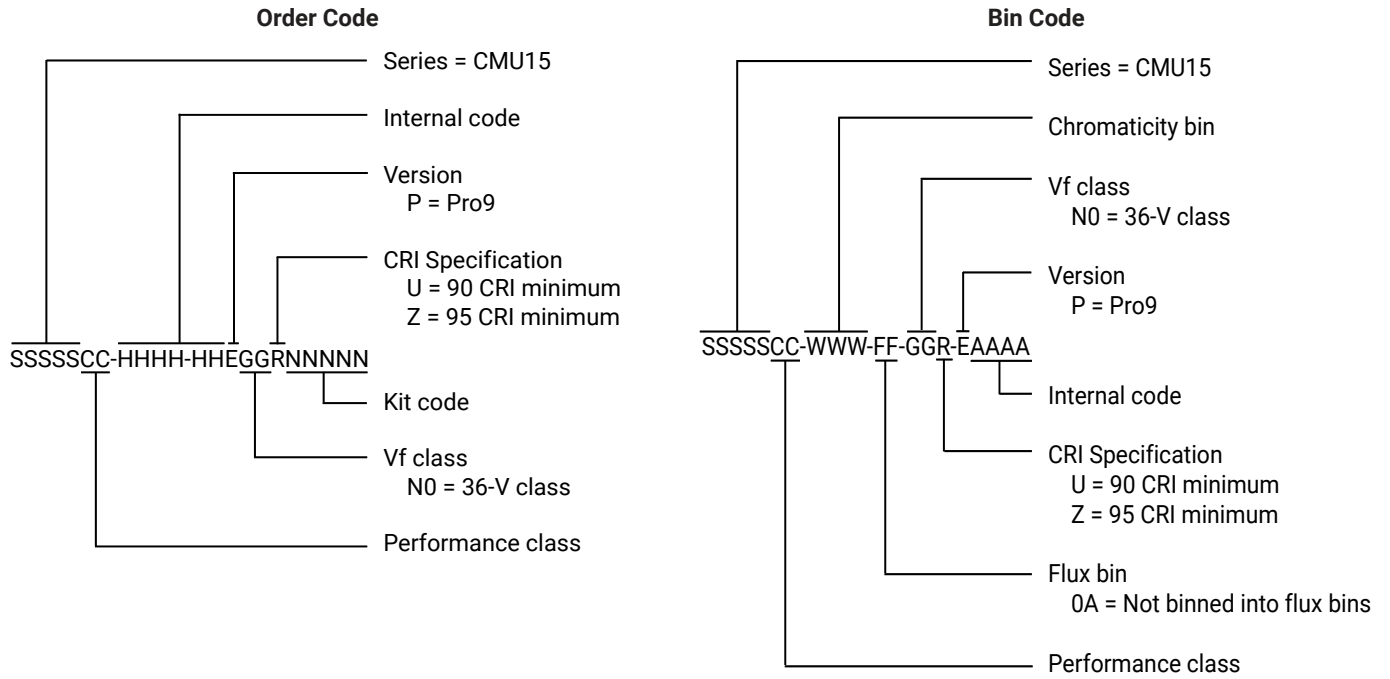 Order Code
Series = CMU15
Internal code
Version
P = Pro9
CRI Specification
U = 90 CRI minimum
Z = 95 CRI minimum
SSSSSCC-HHHH-HHEGGRNNNNN
Kit code
Vf class
N0 = 36-V class
Performance class
Bin Code
Series = CMU15
Chromaticity bin
Vf class
N0 = 36-V class
Version
P = Pro9
SSSSSCC-WWW-FF-GGR-EAAAA
Internal code
CRI Specification
U = 90 CRI minimum
Z = 95 CRI minimum
Flux bin
0A = Not binned into flux bins
Performance class